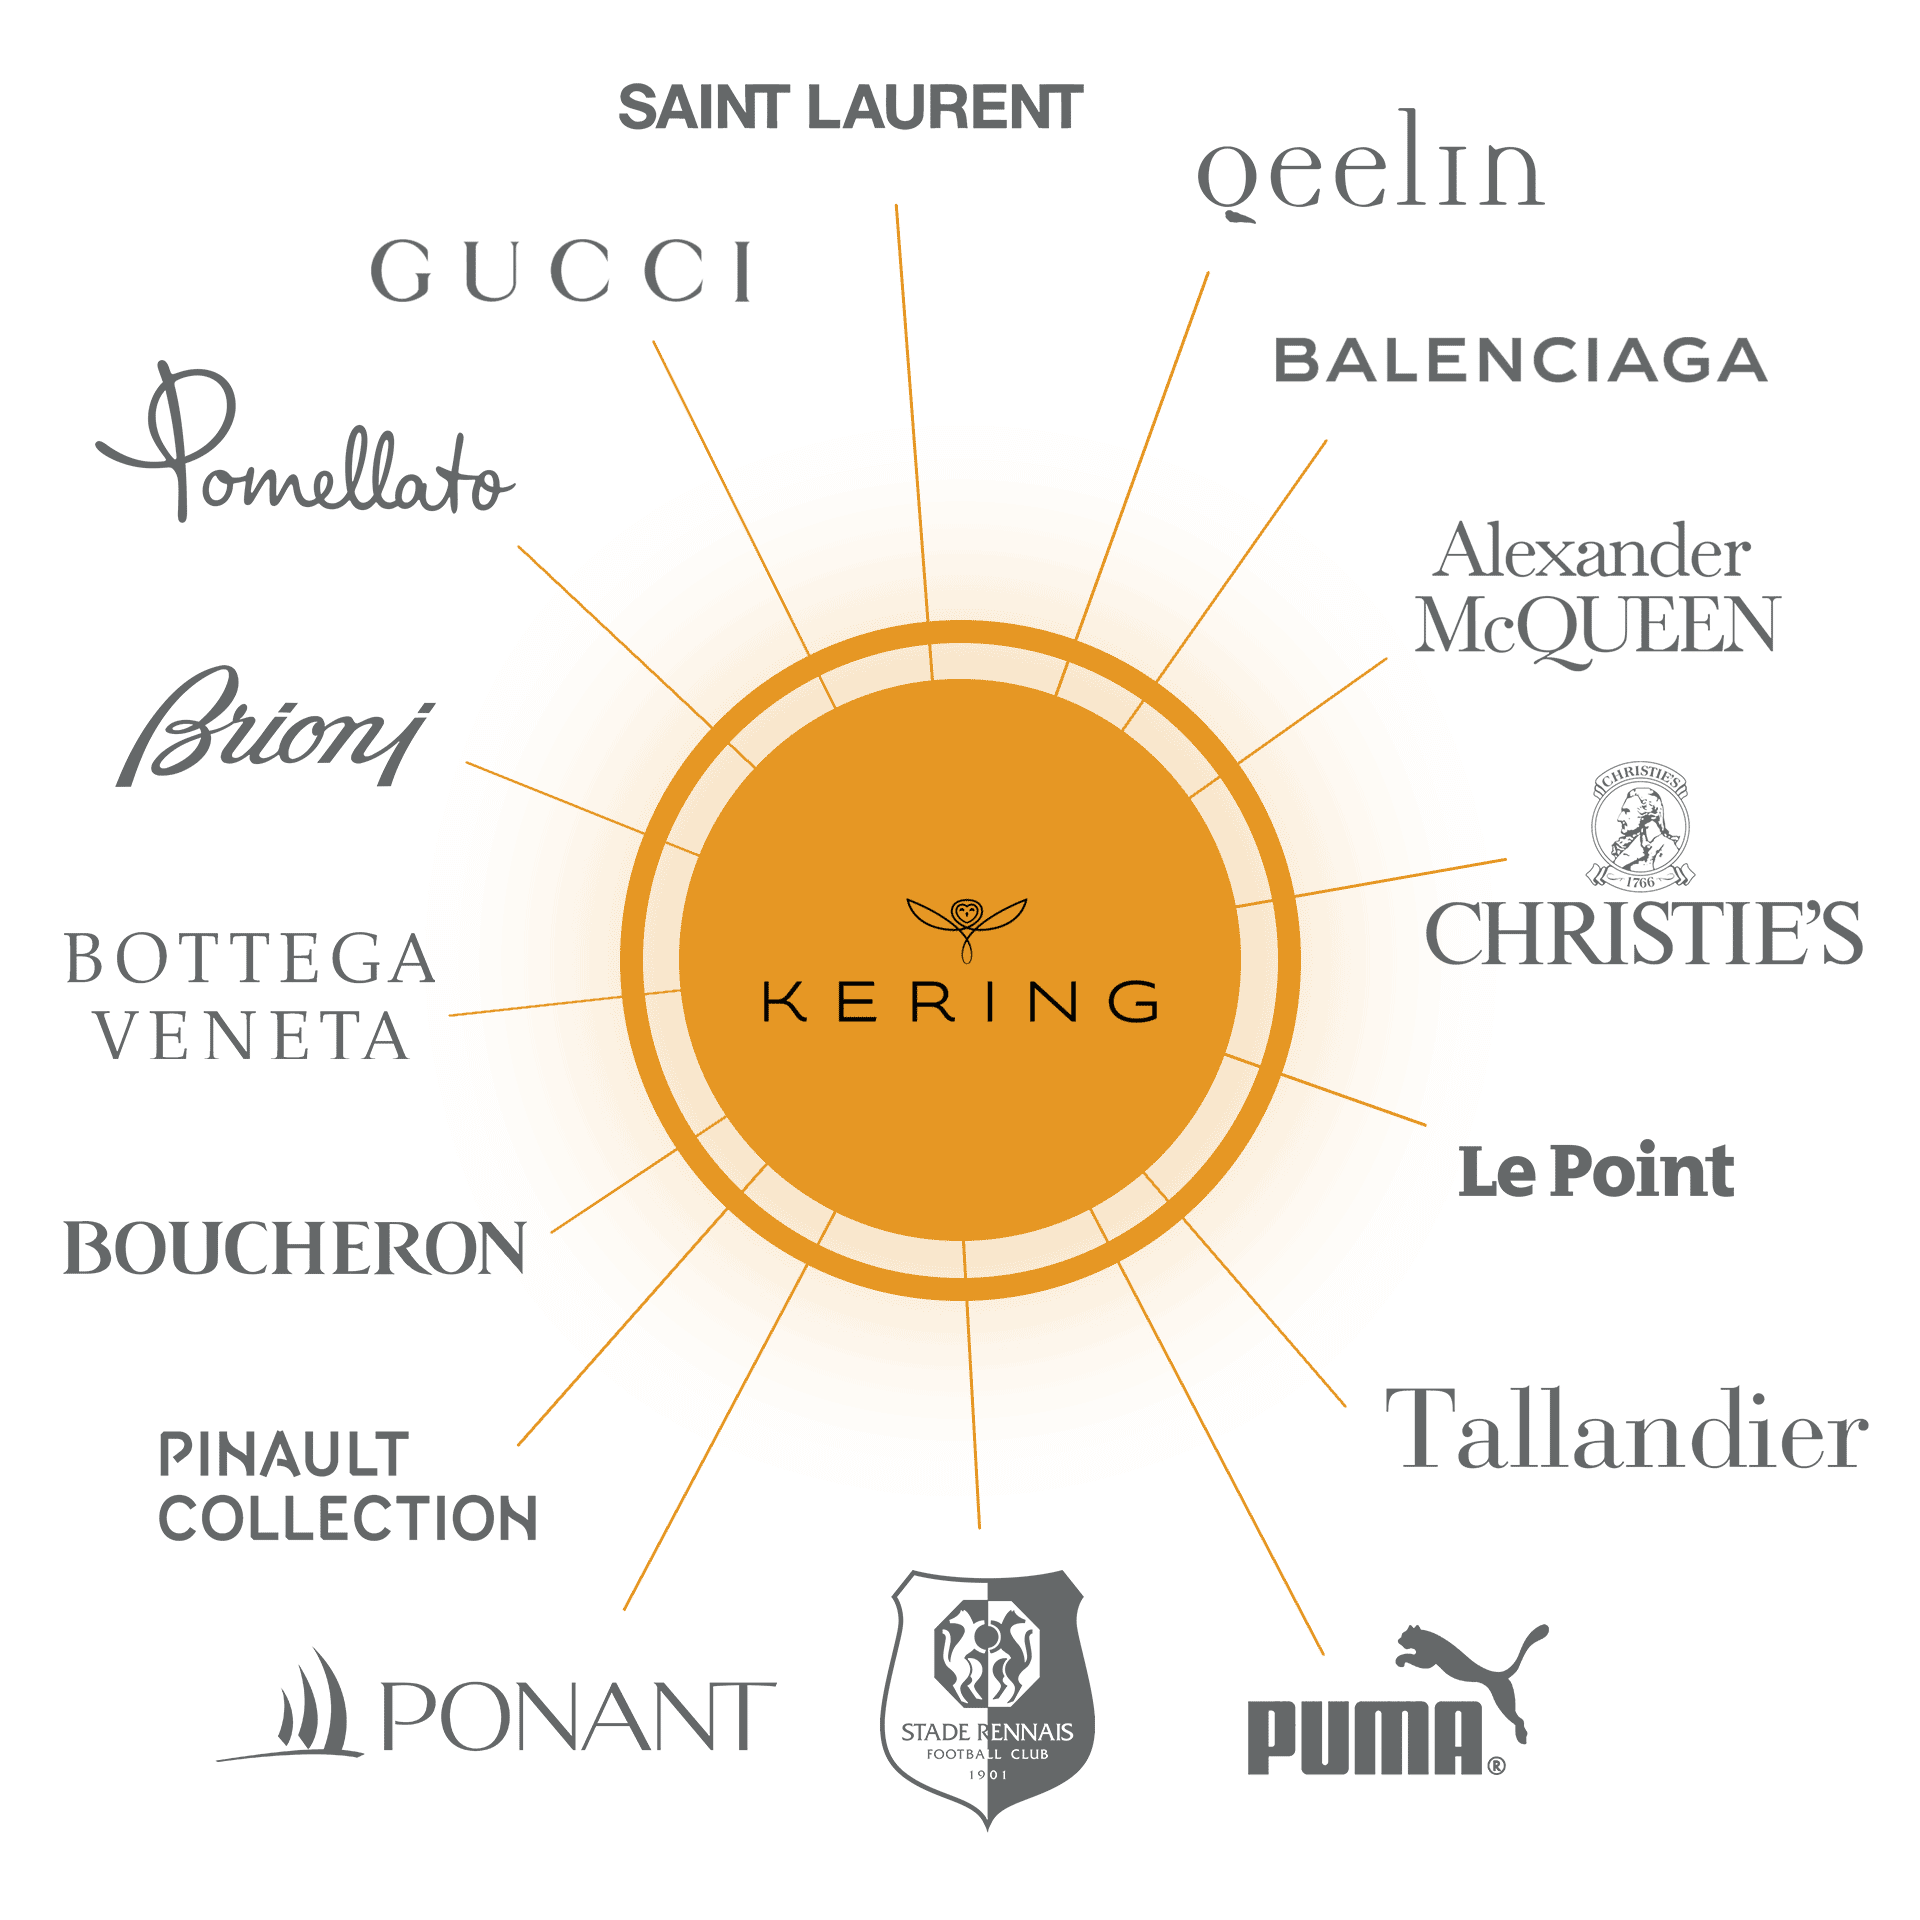 SAINT LAURENT
Qeelin
GUCCI
BALENCIAGA
Pomellato
Alexander
McQUEEN
Brioni
CHRISTIE'S
1766
CHRISTIE'S
BOTTEGA
VENETA
KERING
Le Point
BOUCHERON
Tallandier
PINAULT
COLLECTION
PONANT
STADE RENNAIS
FOOTBALL CLUB
1901
PUMA®